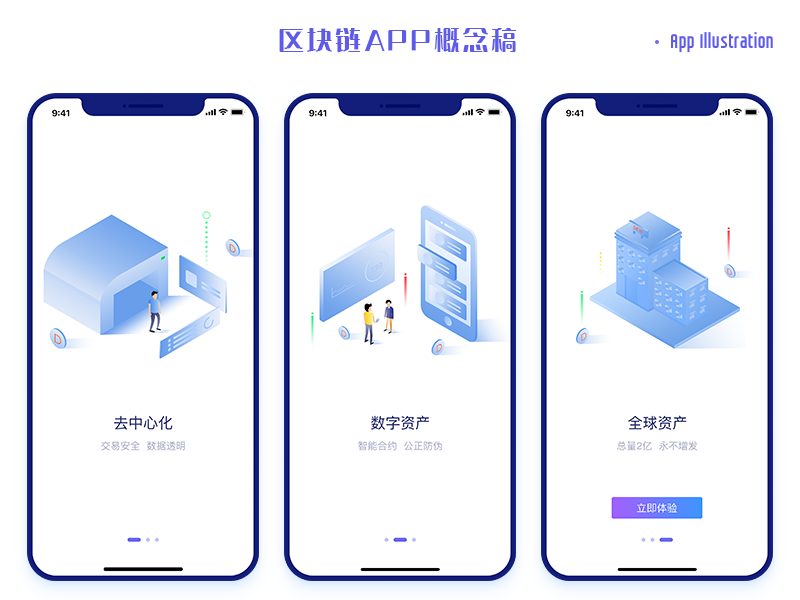 区块链APP概念稿
· App Illustration
9:41
去中心化
交易安全 数据透明
9:41
数字资产
智能合约 公正防伪
9:41
全球资产
总量2亿 永不增发
立即体验